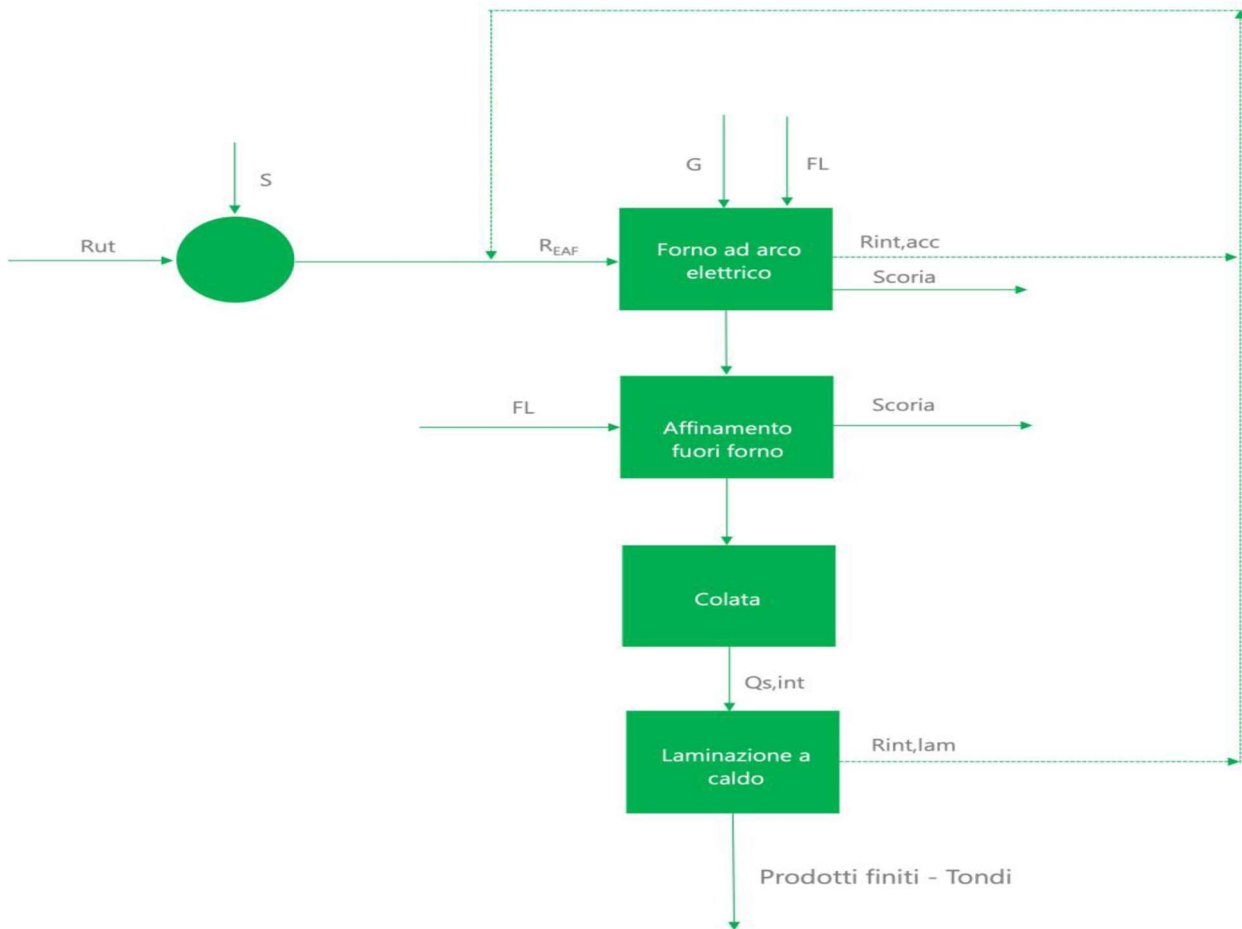 G
FL
S
Rut
R_EAF
Forno ad arco
elettrico
Rint,acc
Scoria
FL
Affinamento
fuori forno
Scoria
Colata
Qs,int
Laminazione a
caldo
Rint,lam
Prodotti finiti - Tondi